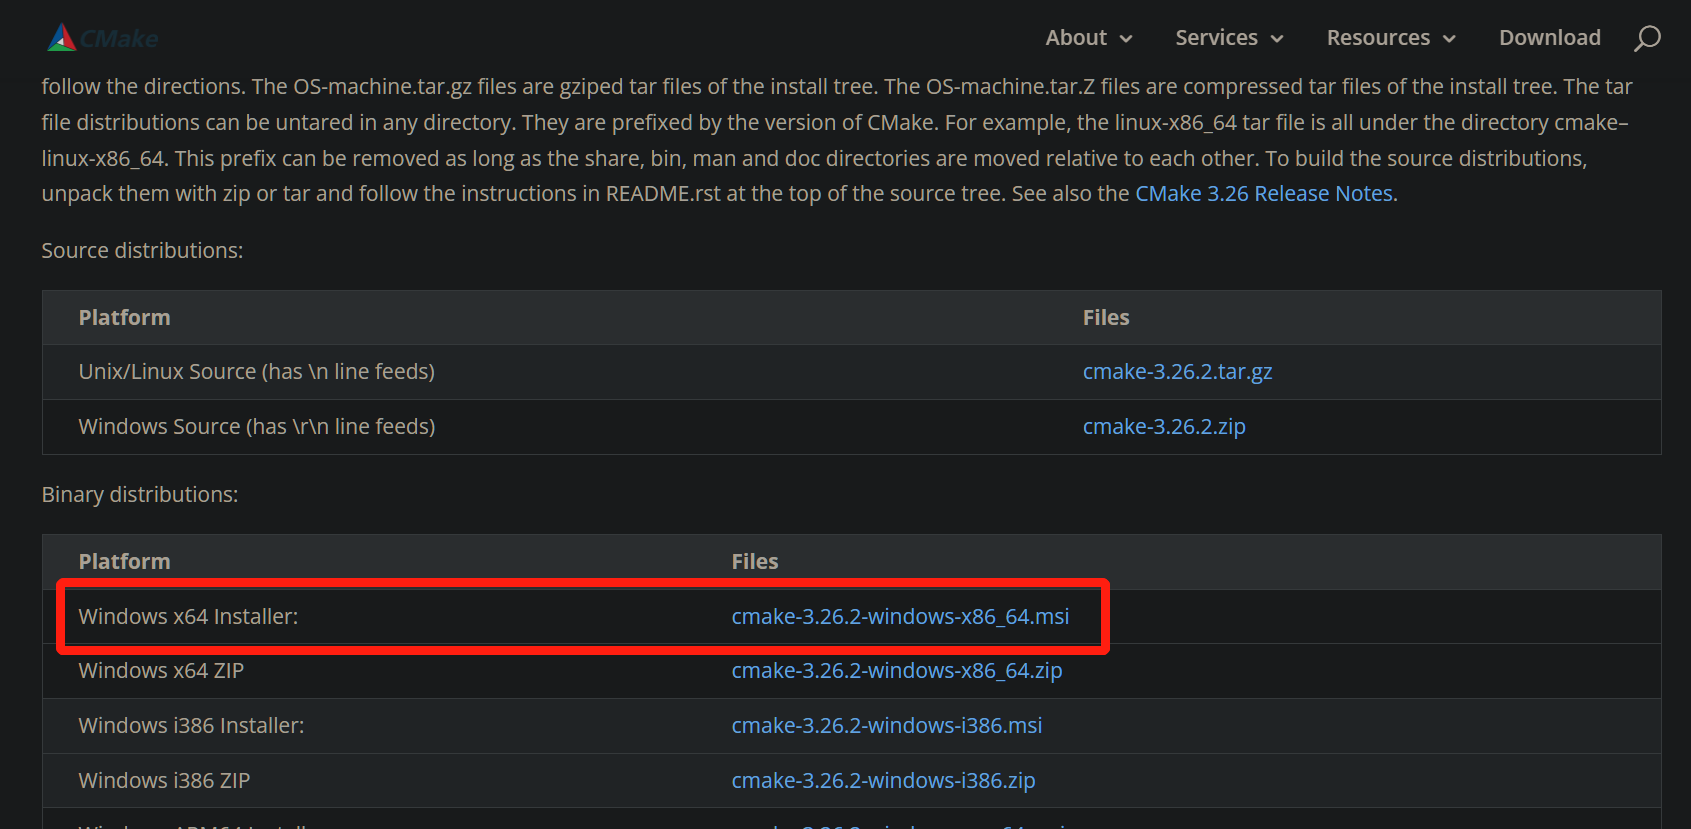 CMake About Services Resources Download
follow the directions. The OS-machine.tar.gz files are gziped tar files of the install tree. The OS-machine.tar.Z files are compressed tar files of the install tree. The tar
file distributions can be untared in any directory. They are prefixed by the version of CMake. For example, the linux-x86_64 tar file is all under the directory cmake–
linux-x86_64. This prefix can be removed as long as the share, bin, man and doc directories are moved relative to each other. To build the source distributions,
unpack them with zip or tar and follow the instructions in README.rst at the top of the source tree. See also the CMake 3.26 Release Notes.
Source distributions:
Platform Files
Unix/Linux Source (has \n line feeds) cmake-3.26.2.tar.gz
Windows Source (has \r\n line feeds) cmake-3.26.2.zip
Binary distributions:
Platform Files
Windows x64 Installer: cmake-3.26.2-windows-x86_64.msi
Windows x64 ZIP cmake-3.26.2-windows-x86_64.zip
Windows i386 Installer: cmake-3.26.2-windows-i386.msi
Windows i386 ZIP cmake-3.26.2-windows-i386.zip